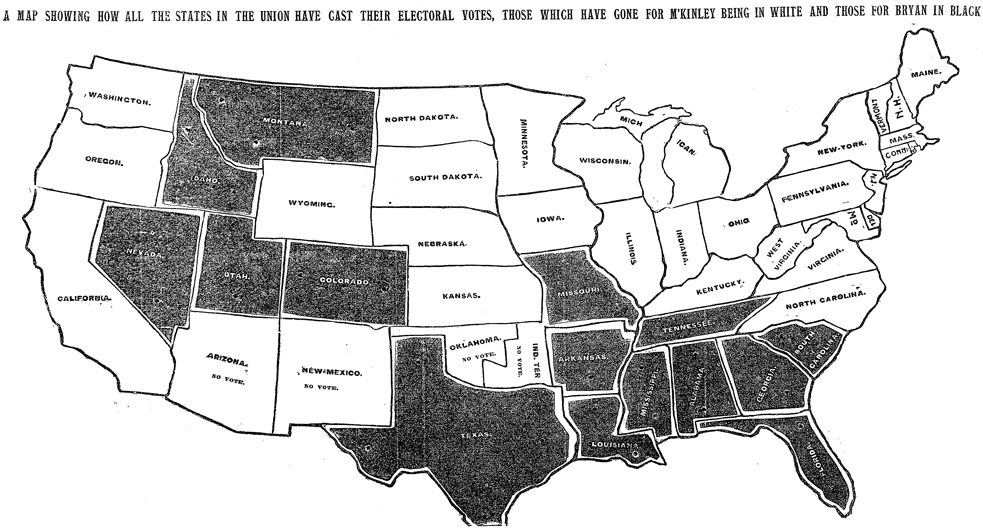 A MAP SHOWING HOW ALL THE STATES IN THE UNION HAVE CAST THEIR ELECTORAL VOTES, THOSE WHICH HAVE GONE FOR M'KINLEY BEING IN WHITE AND THOSE FOR BRYAN IN BLACK
WASHINGTON.
OREGON.
CALIFORNIA.
NEVADA.
IDAHO.
MONTANA.
WYOMING.
UTAH.
COLORADO.
ARIZONA.
NO VOTE.
NEW MEXICO.
NO VOTE.
NORTH DAKOTA.
SOUTH DAKOTA.
NEBRASKA.
KANSAS.
OKLAHOMA.
NO VOTE.
IND. TER
NO VOTE.
TEXAS.
MINNESOTA.
IOWA.
MISSOURI.
ARKANSAS.
LOUISIANA.
WISCONSIN.
MICH
IGAN.
ILLINOIS
INDIANA.
OHIO.
KENTUCKY.
TENNESSEE.
MISSISSIPPI.
ALABAMA.
GEORGIA.
FLORIDA.
SOUTH
CAROLINA.
NORTH CAROLINA.
VIRGINIA.
WEST
VIRGINIA.
PENNSYLVANIA.
NEW-YORK.
N.J.
MD.
DEL.
CONN.
MASS.
VERMONT
N.H.
MAINE.